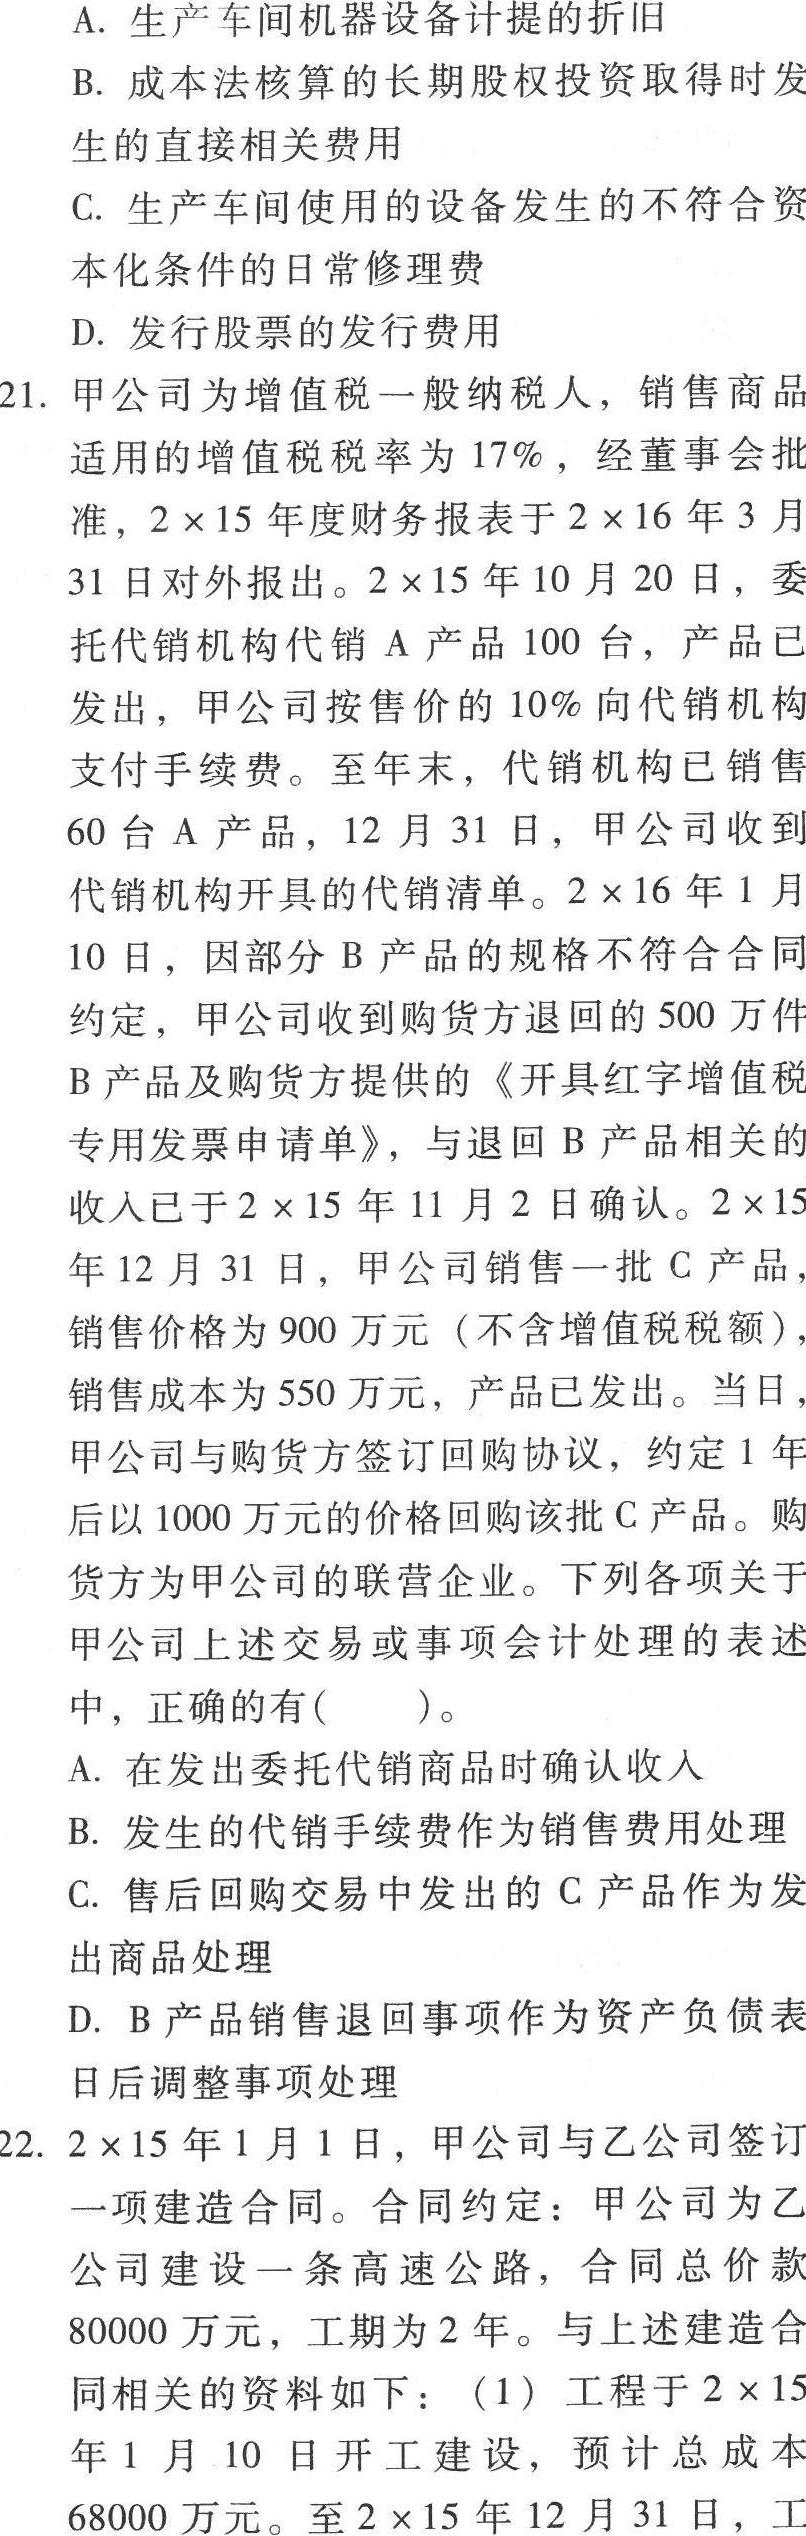 A. 生产车间机器设备计提的折旧
B. 成本法核算的长期股权投资取得时发
生的直接相关费用
C. 生产车间使用的设备发生的不符合资
本化条件的日常修理费
D. 发行股票的发行费用
21. 甲公司为增值税一般纳税人，销售商品
适用的增值税税率为 17%，经董事会批
准，2×15 年度财务报表于 2×16 年 3 月
31 日对外报出。2×15 年 10 月 20 日，委
托代销机构代销 A 产品 100 台，产品已
发出，甲公司按售价的 10% 向代销机构
支付手续费。至年末，代销机构已销售
60 台 A 产品，12 月 31 日，甲公司收到
代销机构开具的代销清单。2×16 年 1 月
10 日，因部分 B 产品的规格不符合合同
约定，甲公司收到购货方退回的 500 万件
B 产品及购货方提供的《开具红字增值税
专用发票申请单》，与退回 B 产品相关的
收入已于 2×15 年 11 月 2 日确认。2×15
年 12 月 31 日，甲公司销售一批 C 产品，
销售价格为 900 万元（不含增值税税额），
销售成本为 550 万元，产品已发出。当日，
甲公司与购货方签订回购协议，约定 1 年
后以 1000 万元的价格回购该批 C 产品。购
货方为甲公司的联营企业。下列各项关于
甲公司上述交易或事项会计处理的表述
中，正确的有(　　)。
A. 在发出委托代销商品时确认收入
B. 发生的代销手续费作为销售费用处理
C. 售后回购交易中发出的 C 产品作为发
出商品处理
D. B 产品销售退回事项作为资产负债表
日后调整事项处理
22. 2×15 年 1 月 1 日，甲公司与乙公司签订
一项建造合同。合同约定：甲公司为乙
公司建设一条高速公路，合同总价款
80000 万元，工期为 2 年。与上述建造合
同相关的资料如下：（1）工程于 2×15
年 1 月 10 日开工建设，预计总成本
68000 万元。至 2×15 年 12 月 31 日，工